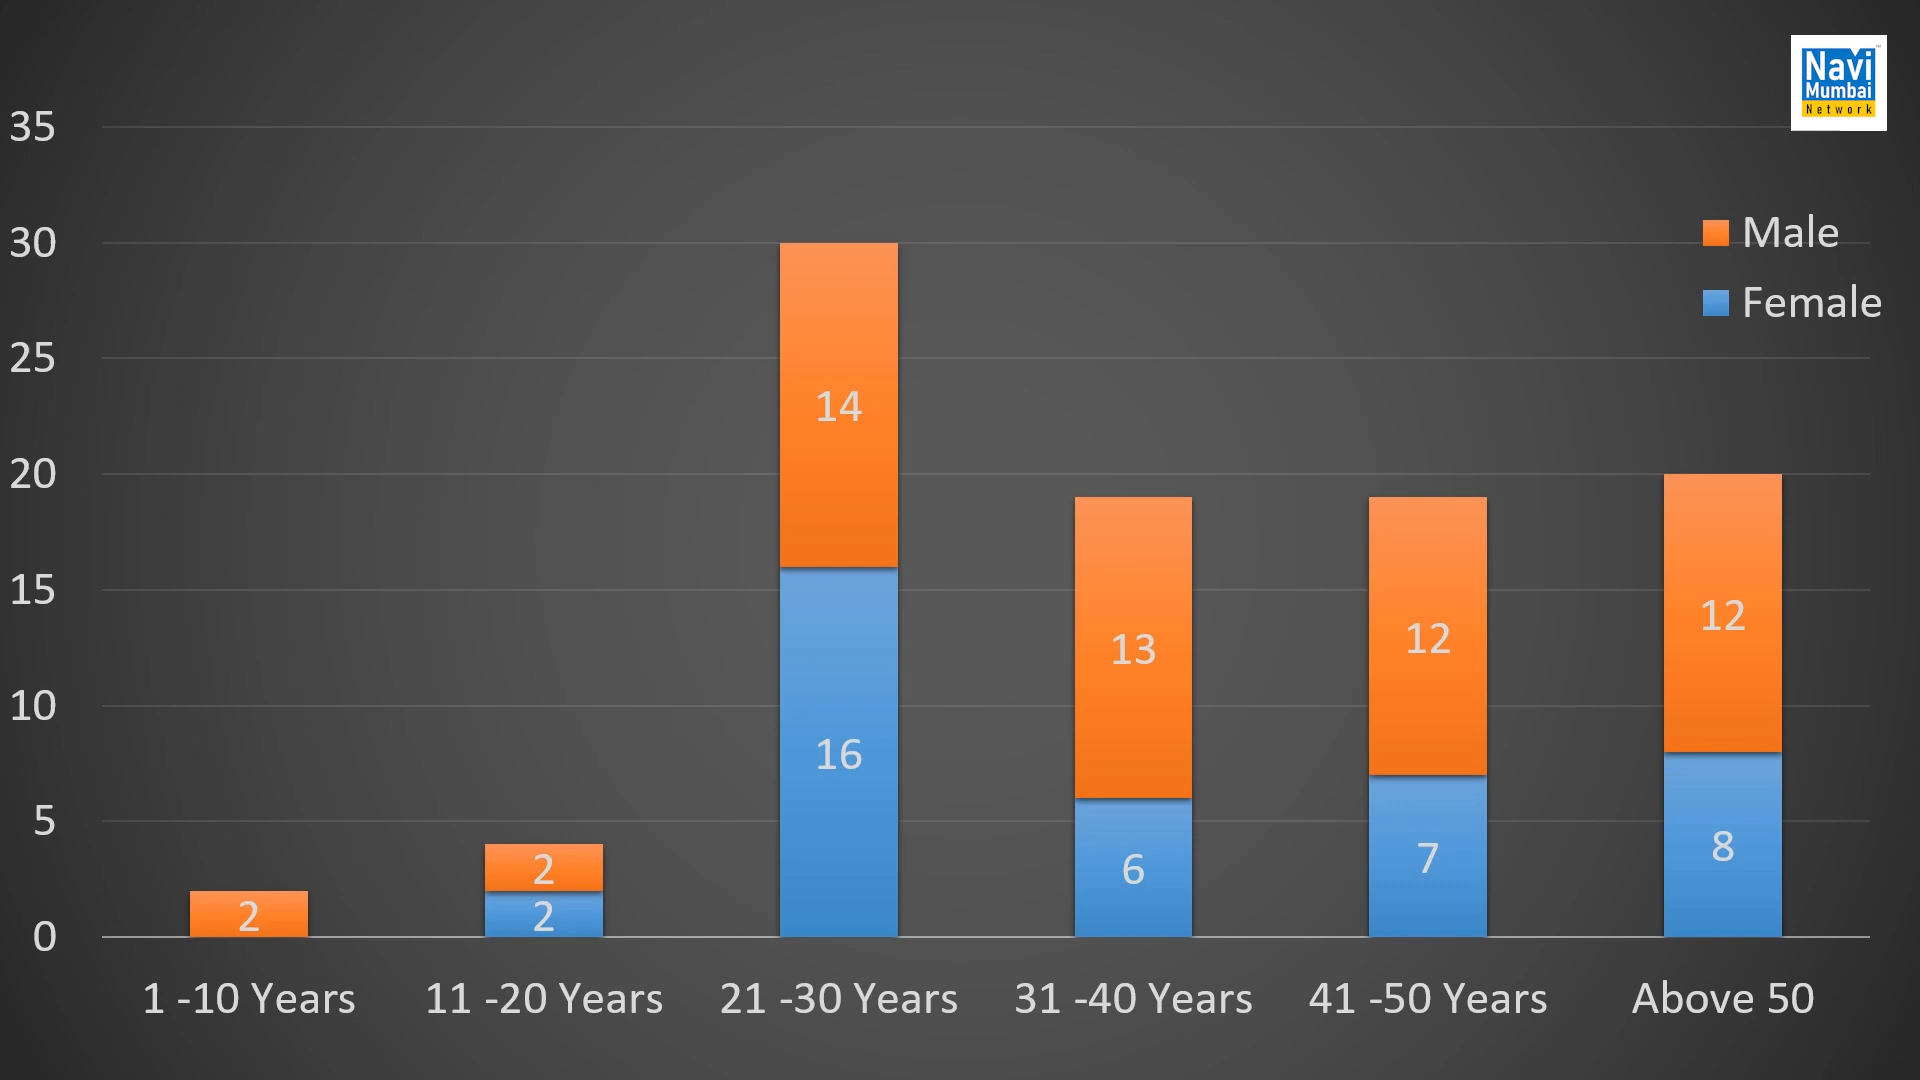 Navi
Mumbai
Network
™
35
30
25
20
15
10
5
0
Male
Female
14
16
2
2
2
13
6
12
7
12
8
1 -10 Years
11 -20 Years
21 -30 Years
31 -40 Years
41 -50 Years
Above 50